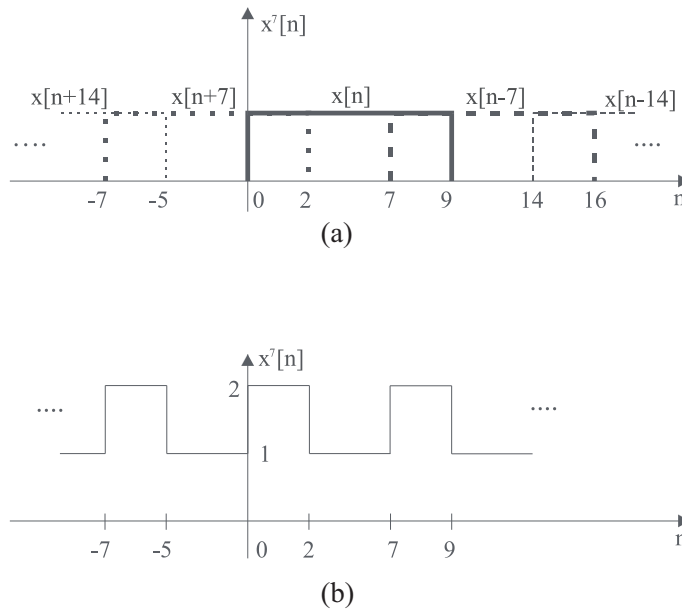 x⁷[n]
x[n+14] x[n+7] x[n] x[n-7] x[n-14]
.... ....
-7 -5 0 2 7 9 14 16 n
(a)
x⁷[n]
2
.... ....
1
-7 -5 0 2 7 9 n
(b)